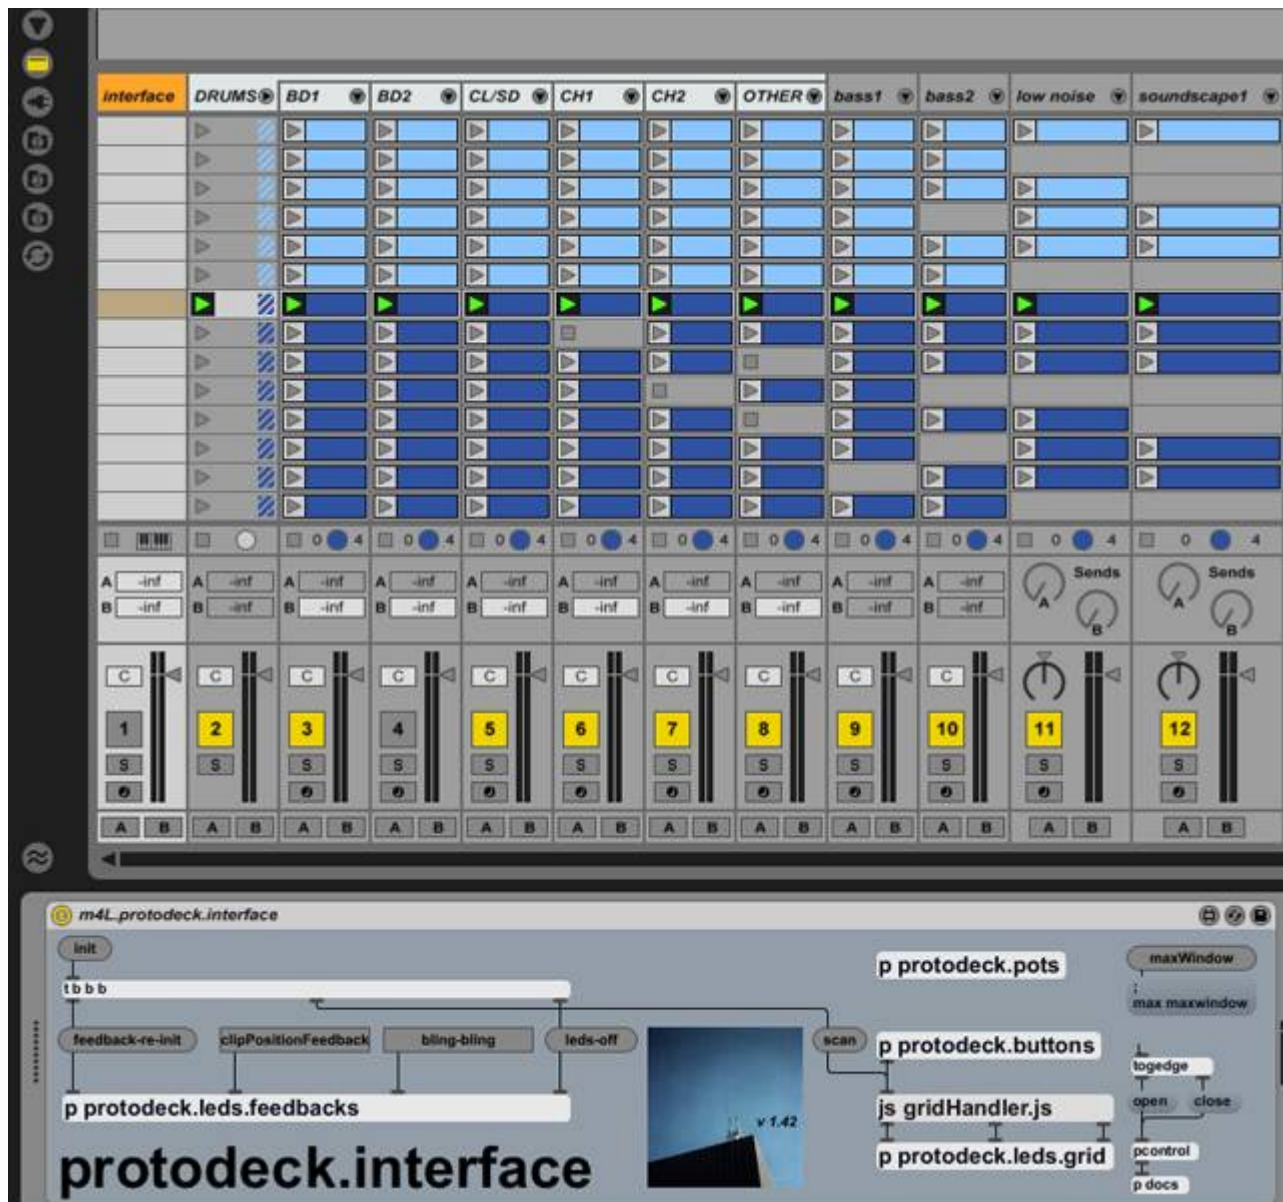 interface DRUMS BD1 BD2 CL/SD CH1 CH2 OTHER bass1 bass2 low noise soundscape1
0 4 0 4 0 4 0 4 0 4 0 4 0 4 0 4 0 4 0 4
A -inf A -inf A -inf A -inf A -inf A -inf A -inf A -inf A -inf A -inf Sends Sends
B -inf B -inf B -inf B -inf B -inf B -inf B -inf B -inf B -inf B -inf A B A B
C C C C C C C C C C
1 2 3 4 5 6 7 8 9 10 11 12
S S S S S S S S S S S S
A B A B A B A B A B A B A B A B A B A B A B A B
m4L.protodeck.interface
init
t b b b
feedback-re-init clipPositionFeedback bling-bling leds-off
p protodeck.leds.feedbacks
protodeck.interface
v 1.42
scan
p protodeck.pots
p protodeck.buttons
js gridHandler.js
p protodeck.leds.grid
maxWindow
;
max maxwindow
togedge
open close
pcontrol
p docs